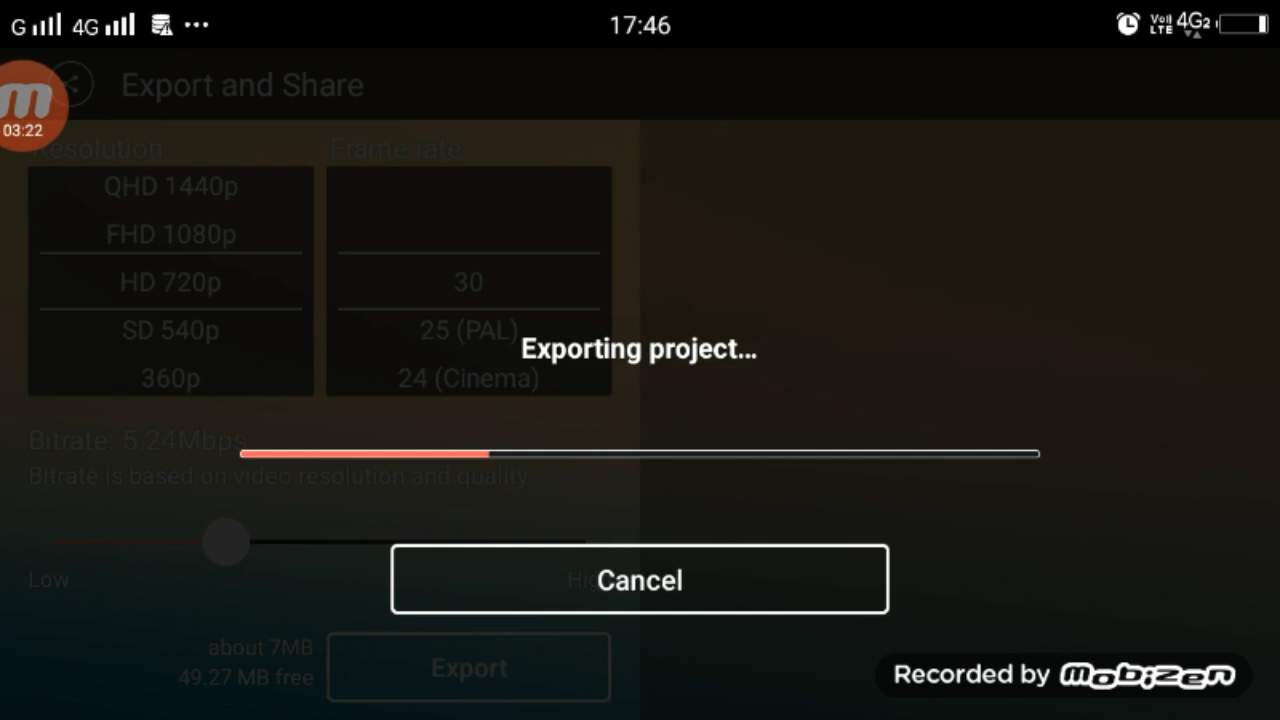 G 4G 17:46 VoLTE 4G2
Export and Share
m
03:22
Resolution Frame rate
QHD 1440p
FHD 1080p
HD 720p 30
SD 540p 25 (PAL)
360p 24 (Cinema)
Exporting project...
Bitrate: 5.24Mbps
Bitrate is based on video resolution and quality.
Low
Cancel
about 7MB
49.27 MB free
Export
Recorded by mobizen